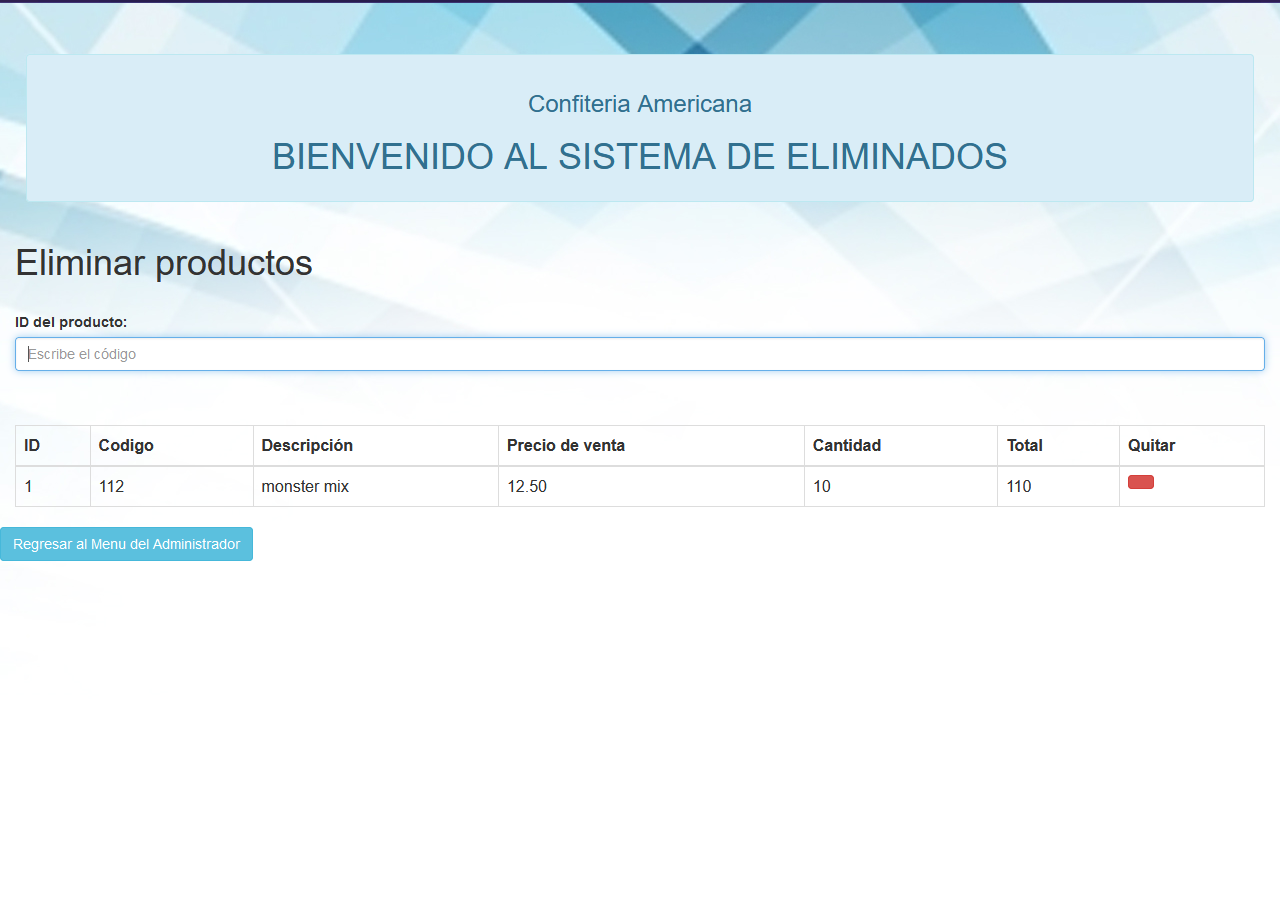 Confiteria Americana
BIENVENIDO AL SISTEMA DE ELIMINADOS
Eliminar productos
ID del producto:
Escribe el código
ID Codigo Descripción Precio de venta Cantidad Total Quitar
1 112 monster mix 12.50 10 110
Regresar al Menu del Administrador